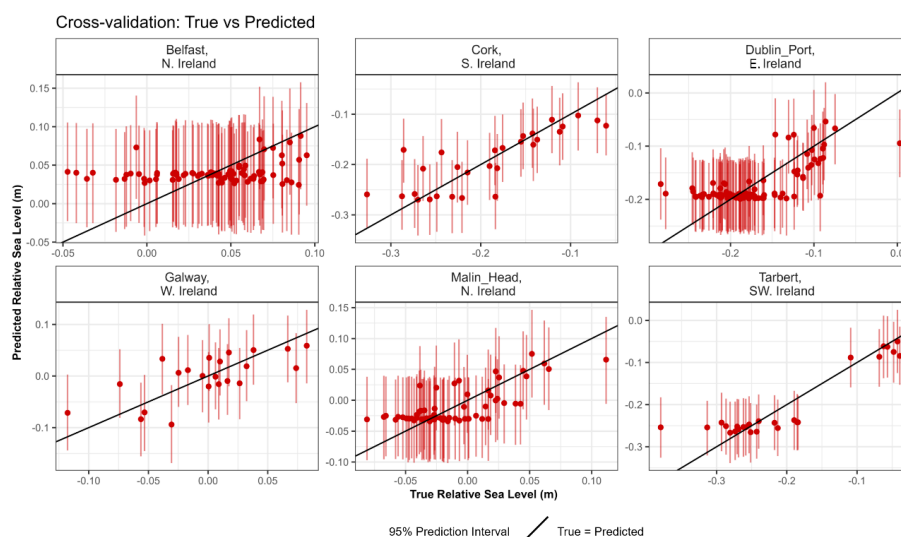 Cross-validation: True vs Predicted
Belfast,
N. Ireland
Cork,
S. Ireland
Dublin_Port,
E. Ireland
0.15
0.10
0.05
0.00
-0.05
-0.05
0.00
0.05
0.10
-0.1
-0.2
-0.3
-0.3
-0.2
-0.1
0.0
-0.1
-0.2
-0.2
-0.1
0.0
Galway,
W. Ireland
Malin_Head,
N. Ireland
Tarbert,
SW. Ireland
0.1
0.0
-0.1
-0.10
-0.05
0.00
0.05
0.15
0.10
0.05
0.00
-0.05
-0.10
-0.05
0.00
0.05
0.10
0.0
-0.1
-0.2
-0.3
-0.3
-0.2
-0.1
Predicted Relative Sea Level (m)
True Relative Sea Level (m)
95% Prediction Interval
True = Predicted